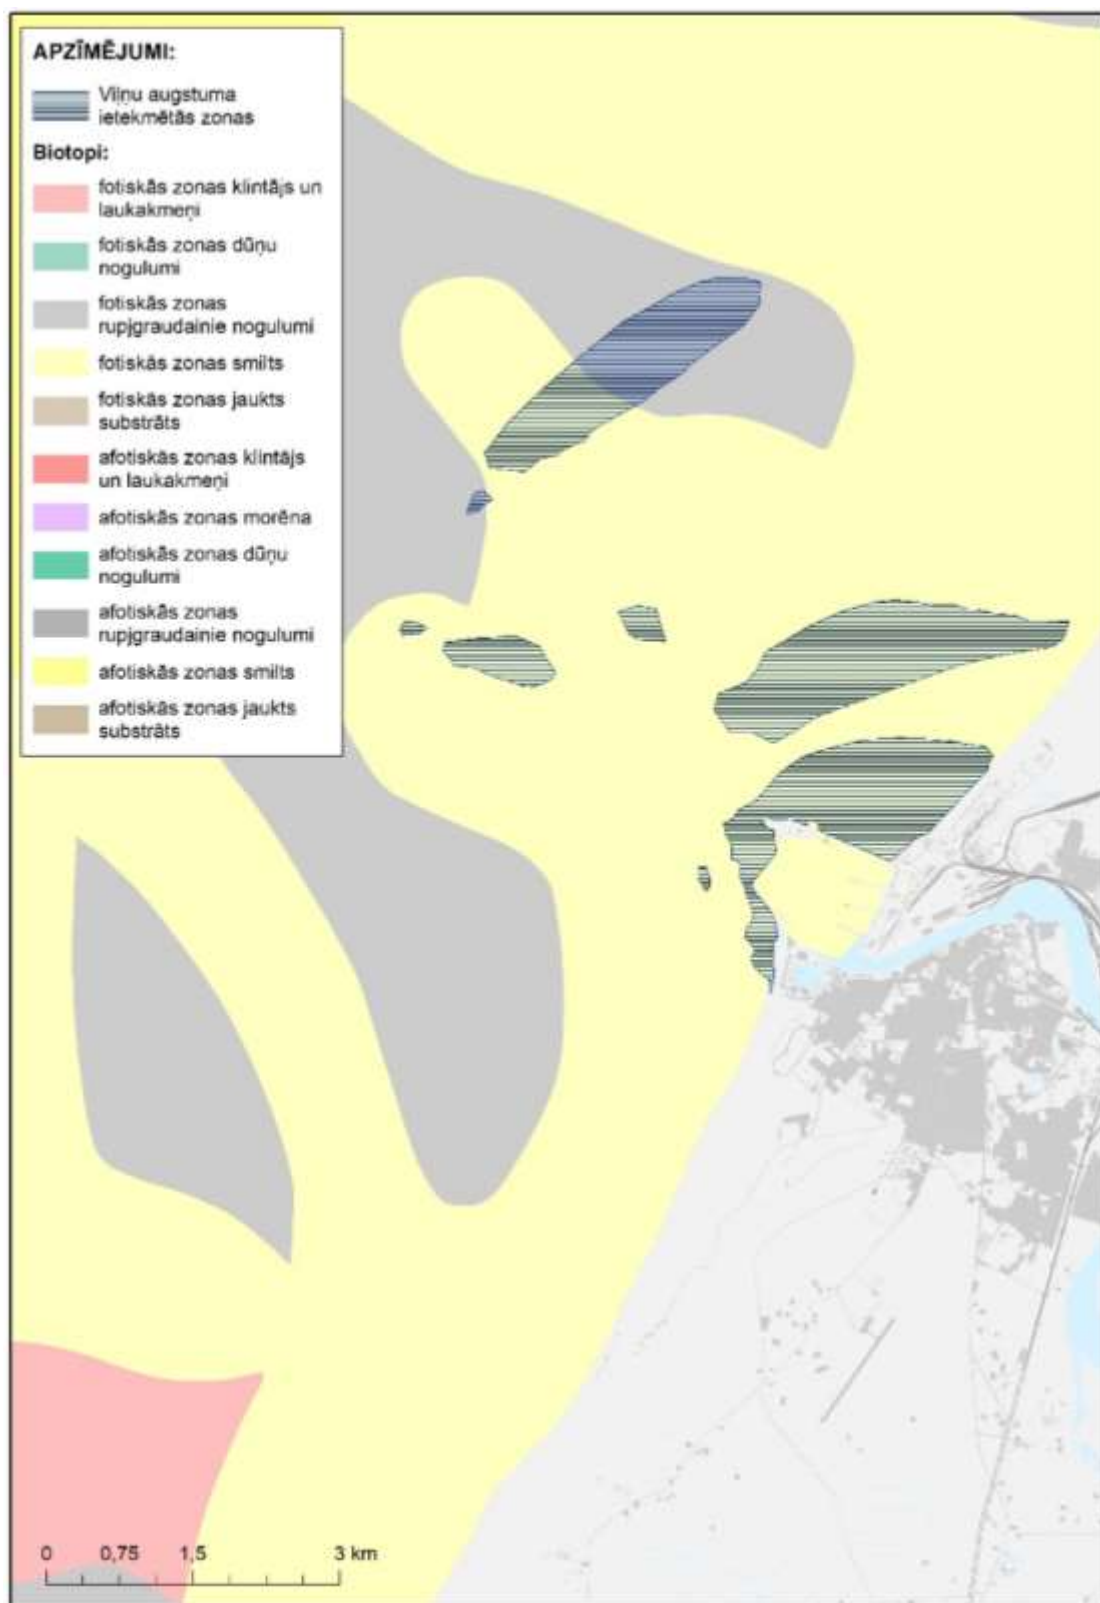 APZĪMĒJUMI:
Viļņu augstuma
ietekmētās zonas
Biotopi:
fotiskās zonas klintājs un
laukakmeņi
fotiskās zonas dūņu
nogulumi
fotiskās zonas
rupjgraudainie nogulumi
fotiskās zonas smilts
fotiskās zonas jaukts
substrāts
afotiskās zonas klintājs
un laukakmeņi
afotiskās zonas morēna
afotiskās zonas dūņu
nogulumi
afotiskās zonas
rupjgraudainie nogulumi
afotiskās zonas smilts
afotiskās zonas jaukts
substrāts
0 0,75 1,5 3 km